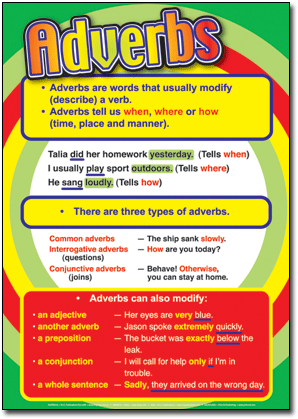 Adverbs
• Adverbs are words that usually modify
(describe) a verb.
• Adverbs tell us when, where or how
(time, place and manner).
Talia did her homework yesterday. (Tells when)
I usually play sport outdoors. (Tells where)
He sang loudly. (Tells how)
• There are three types of adverbs.
Common adverbs — The ship sank slowly.
Interrogative adverbs — How are you today?
(questions)
Conjunctive adverbs — Behave! Otherwise,
(joins) you can stay at home.
• Adverbs can also modify:
• an adjective — Her eyes are very blue.
• another adverb — Jason spoke extremely quickly.
• a preposition — The bucket was exactly below the
leak.
• a conjunction — I will call for help only if I'm in
trouble.
• a whole sentence — Sadly, they arrived on the wrong day.